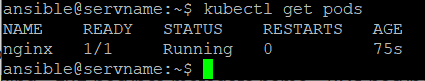 ansible@servname:~$ kubectl get pods
NAME READY STATUS RESTARTS AGE
nginx 1/1 Running 0 75s
ansible@servname:~$